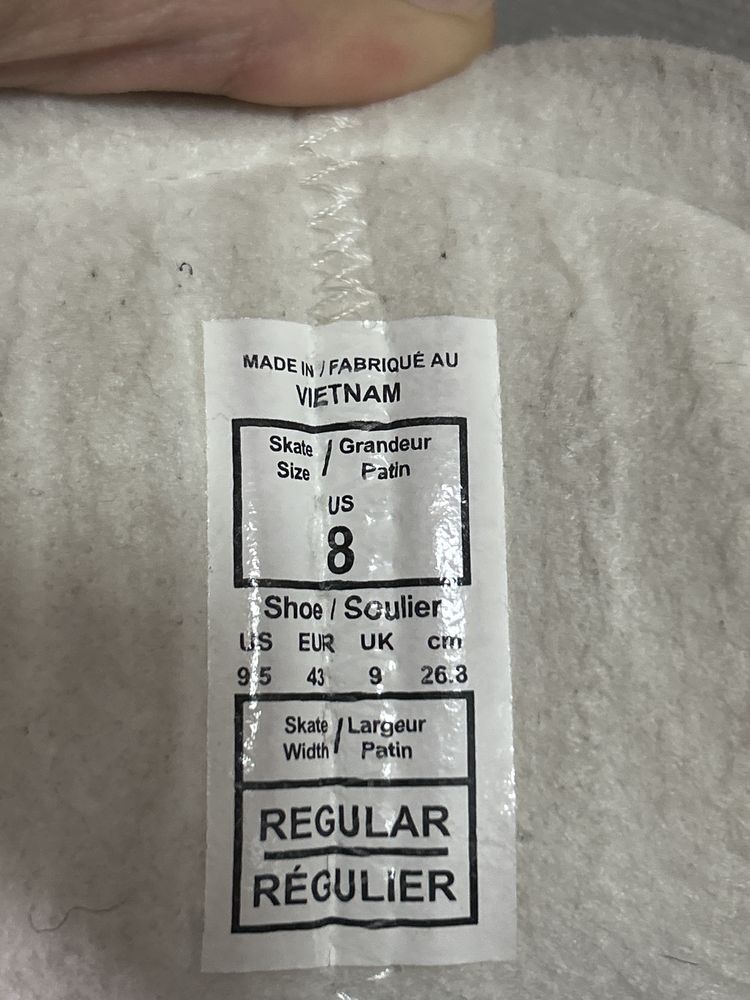 MADE IN / FABRIQUÉ AU
VIETNAM
Skate / Grandeur
Size Patin
US
8
Shoe / Soulier
US EUR UK cm
9.5 43 9 26.8
Skate / Largeur
Width Patin
REGULAR
RÉGULIER